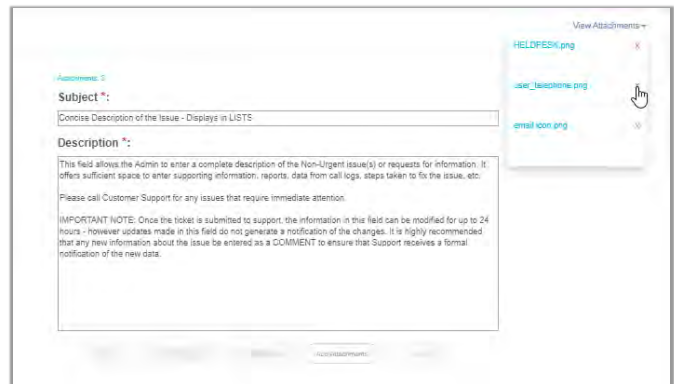 View Attachments
HELDPESK.png x
Attachments: 3
user_telephone.png x
Subject *:
Concise Description of the Issue - Displays in LISTS
email icon.png x
Description *:
This field allows the Admin to enter a complete description of the Non-Urgent issue(s) or requests for information. It
offers sufficient space to enter supporting information, reports, data from call logs, steps taken to fix the issue, etc.
Please call Customer Support for any issues that require immediate attention.
IMPORTANT NOTE: Once the ticket is submitted to support, the information in this field can be modified for up to 24
hours - however updates made in this field do not generate a notification of the changes. It is highly recommended
that any new information about the issue be entered as a COMMENT to ensure that Support receives a formal
notification of the new data.